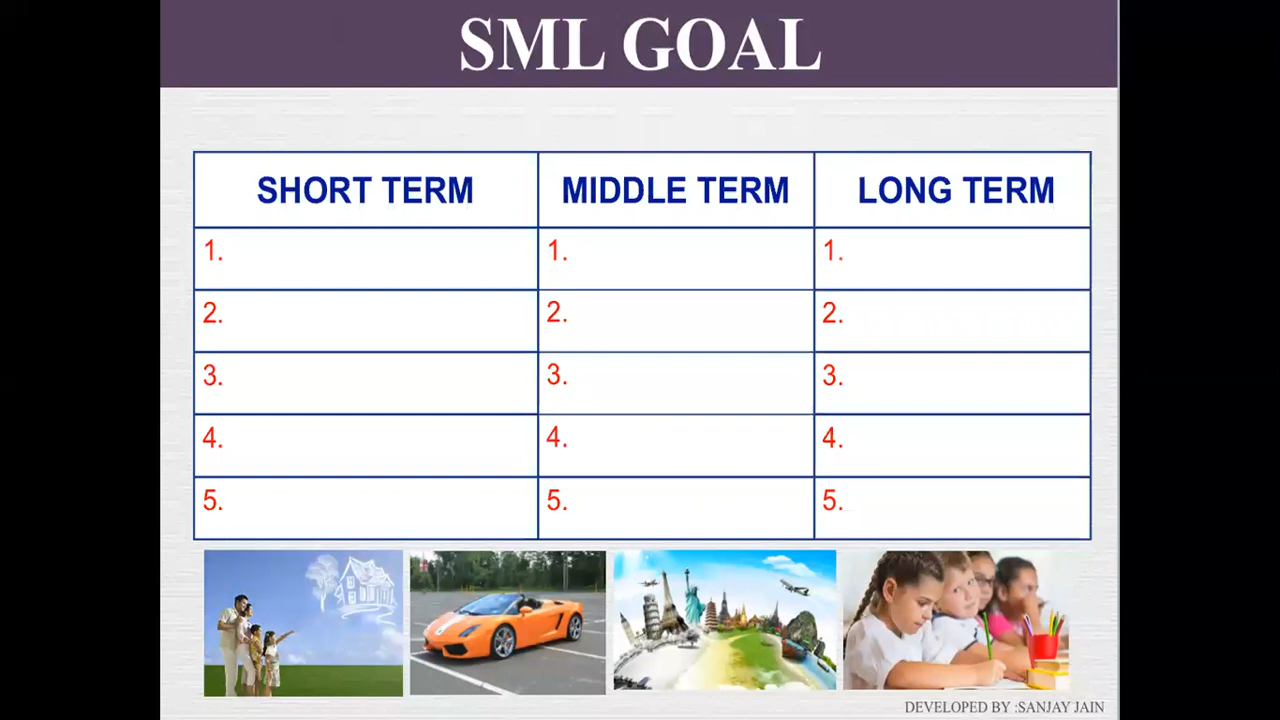 SML GOAL
SHORT TERM MIDDLE TERM LONG TERM
1. 1. 1.
2. 2. 2.
3. 3. 3.
4. 4. 4.
5. 5. 5.
DEVELOPED BY :SANJAY JAIN